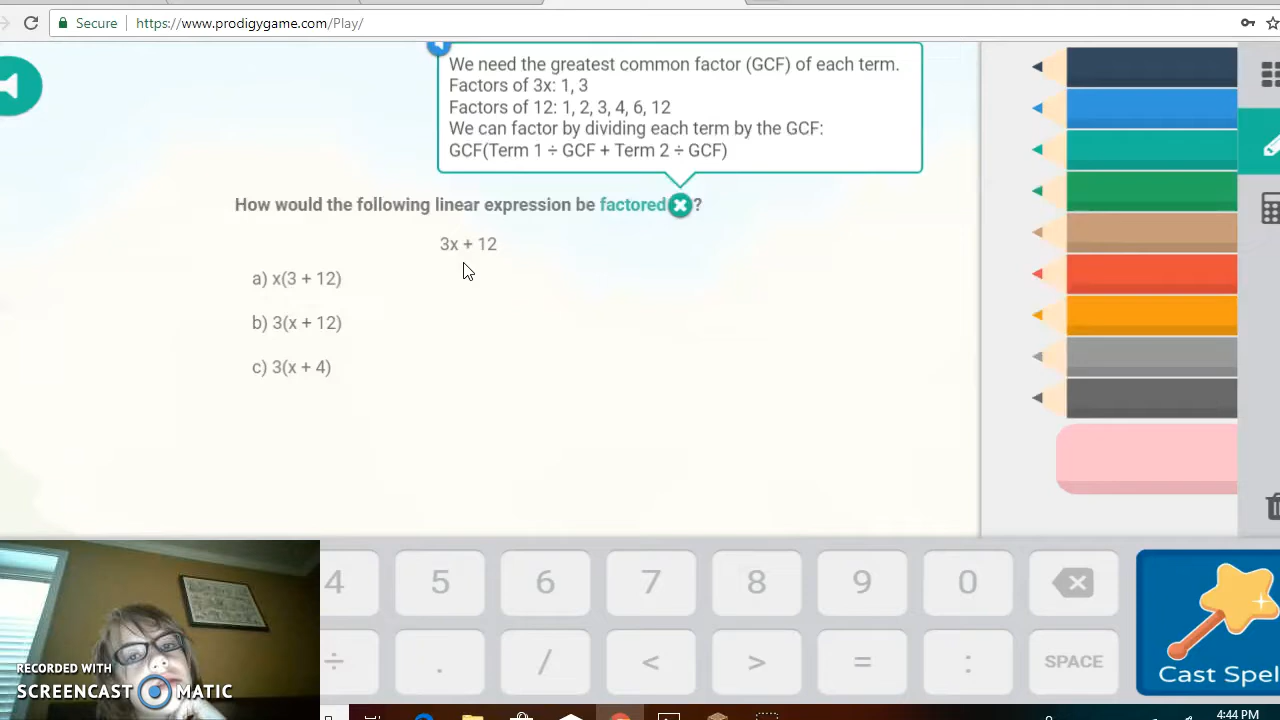 Secure https://www.prodigygame.com/Play/
We need the greatest common factor (GCF) of each term.
Factors of 3x: 1, 3
Factors of 12: 1, 2, 3, 4, 6, 12
We can factor by dividing each term by the GCF:
GCF(Term 1 ÷ GCF + Term 2 ÷ GCF)
How would the following linear expression be factored ?
3x + 12
a) x(3 + 12)
b) 3(x + 12)
c) 3(x + 4)
4 5 6 7 8 9 0
÷ . / < > = : SPACE
Cast Spel
RECORDED WITH
SCREENCAST MATIC
4:44 PM